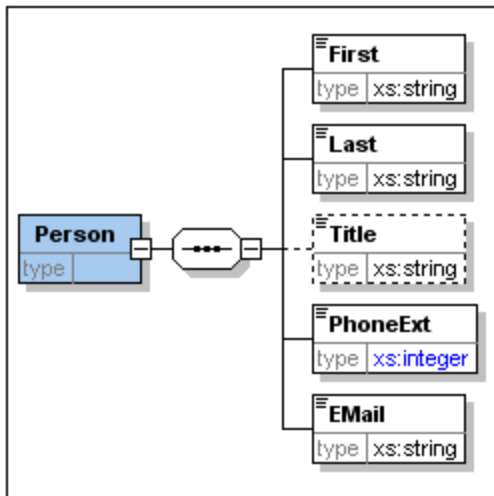 First
type xs:string
Last
type xs:string
Person
type
Title
type xs:string
PhoneExt
type xs:integer
EMail
type xs:string